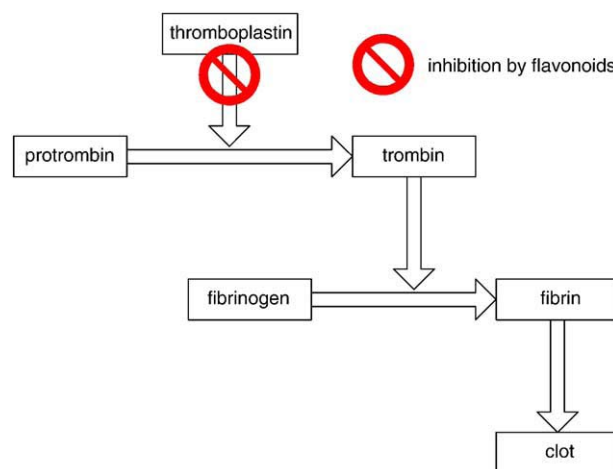 thromboplastin
inhibition by flavonoids
protrombin
trombin
fibrinogen
fibrin
clot